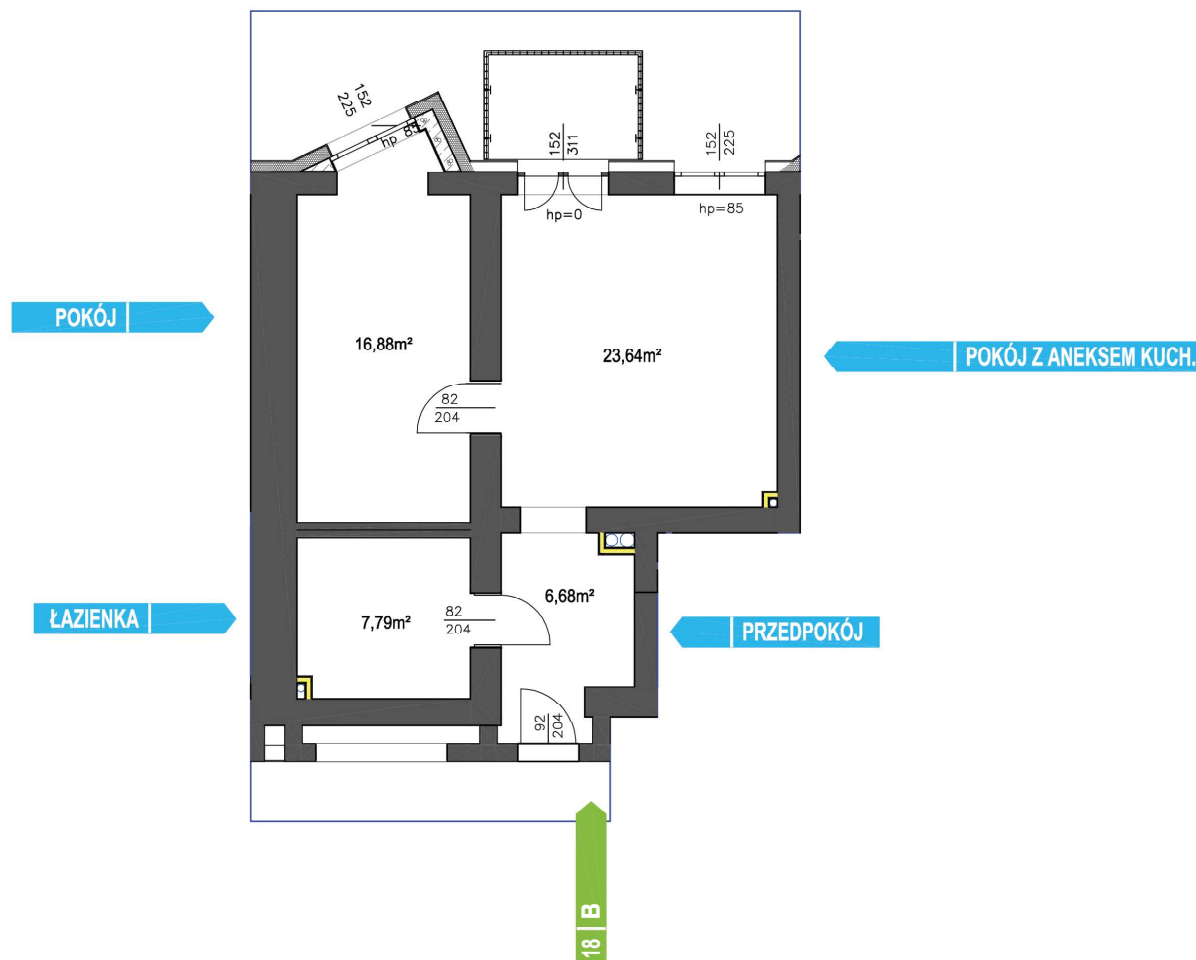 152
225
hp 85
152
311
152
225
hp=0
hp=85
POKÓJ
16,88m²
23,64m²
POKÓJ Z ANEKSEM KUCH.
82
204
ŁAZIENKA
7,79m²
82
204
6,68m²
PRZEDPOKÓJ
92
204
18 | B